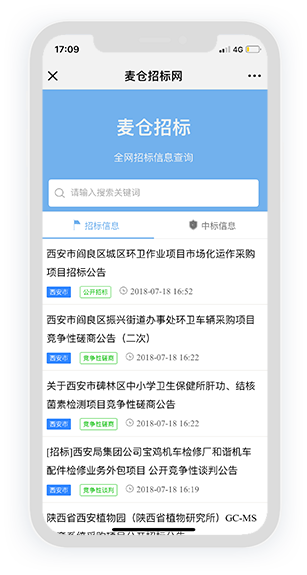 17:09
4G
麦仓招标网
麦仓招标
全网招标信息查询
请输入搜索关键词
招标信息 中标信息
西安市阎良区城区环卫作业项目市场化运作采购
项目招标公告
西安市 公开招标 2018-07-18 16:52
西安市阎良区振兴街道办事处环卫车辆采购项目
竞争性磋商公告（二次）
西安市 竞争性磋商 2018-07-18 16:22
关于西安市碑林区中小学卫生保健所肝功、结核
菌素检测项目竞争性磋商公告
西安市 竞争性磋商 2018-07-18 16:22
[招标]西安局集团公司宝鸡机车检修厂和谐机车
配件检修业务外包项目 公开竞争性谈判公告
西安市 竞争性谈判 2018-07-18 16:19
陕西省西安植物园（陕西省植物研究所）GC-MS